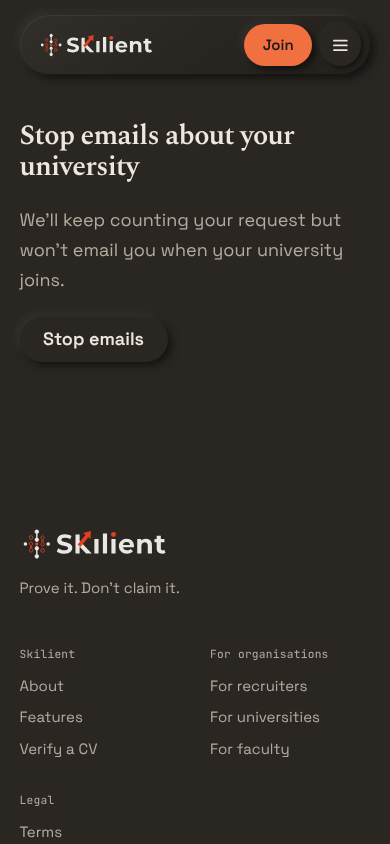 Skilient
Join
Stop emails about your
university
We'll keep counting your request but
won't email you when your university
joins.
Stop emails
Skilient
Prove it. Don't claim it.
Skilient
For organisations
About
For recruiters
Features
For universities
Verify a CV
For faculty
Legal
Terms